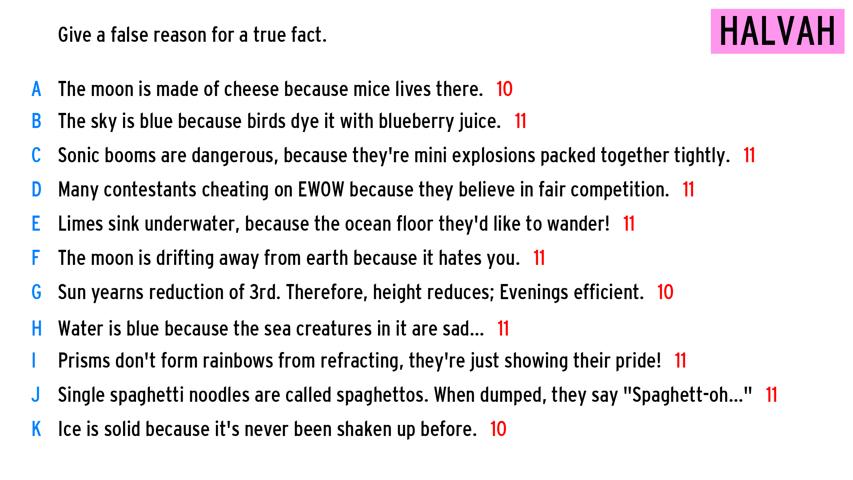 Give a false reason for a true fact.
HALVAH
A The moon is made of cheese because mice lives there. 10
B The sky is blue because birds dye it with blueberry juice. 11
C Sonic booms are dangerous, because they're mini explosions packed together tightly. 11
D Many contestants cheating on EWOW because they believe in fair competition. 11
E Limes sink underwater, because the ocean floor they'd like to wander! 11
F The moon is drifting away from earth because it hates you. 11
G Sun yearns reduction of 3rd. Therefore, height reduces; Evenings efficient. 10
H Water is blue because the sea creatures in it are sad... 11
I Prisms don't form rainbows from refracting, they're just showing their pride! 11
J Single spaghetti noodles are called spaghettos. When dumped, they say "Spaghett-oh..." 11
K Ice is solid because it's never been shaken up before. 10